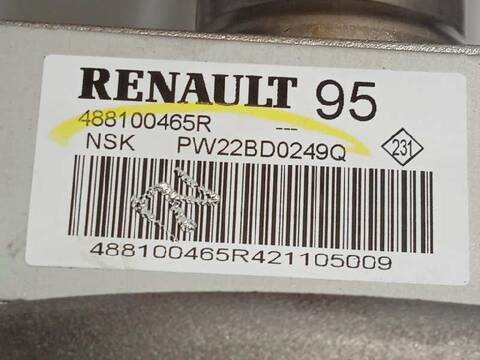 RENAULT 95
488100465R ---
NSK PW22BD0249Q 231
488100465R421105009